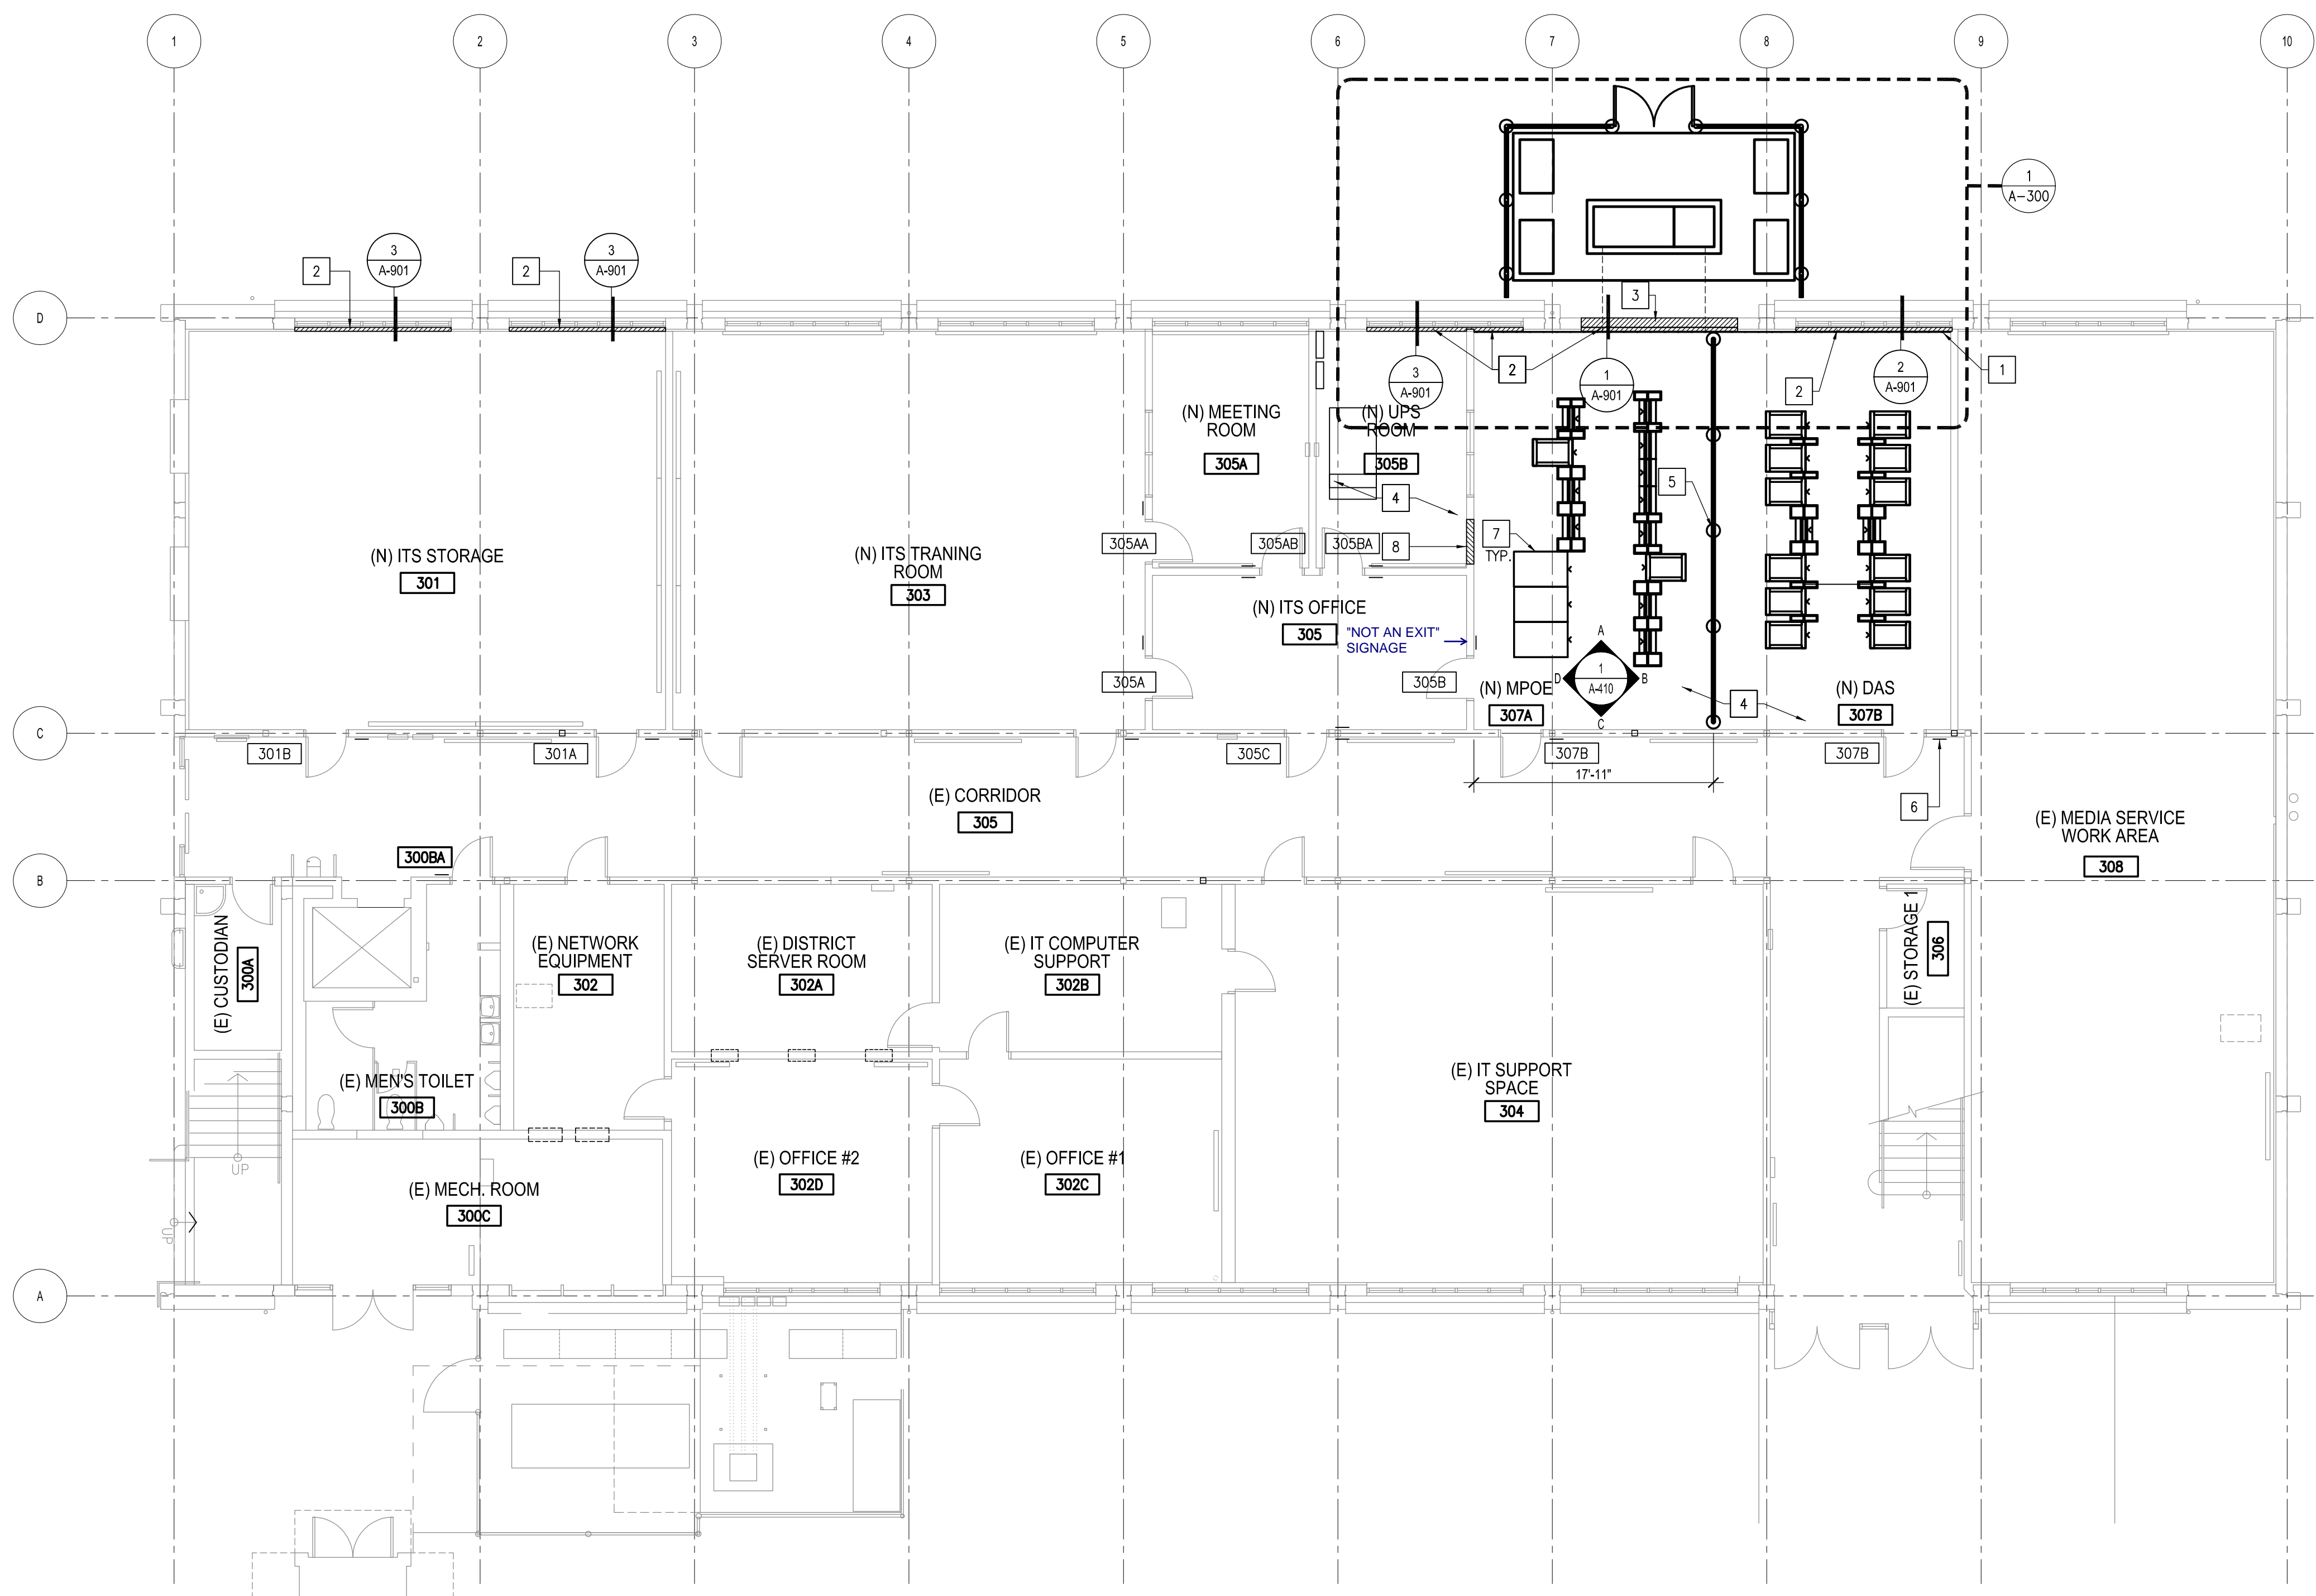 1
2
3
4
5
6
7
8
9
10
1
A-300
3
A-901
3
A-901
2
2
3
D
3
A-901
2
1
A-901
2
A-901
2
1
(N) MEETING
ROOM
305A
(N) UPS
ROOM
305B
4
5
305AA
305AB
305BA
8
7
TYP.
(N) ITS STORAGE
301
(N) ITS TRANING
ROOM
303
(N) ITS OFFICE
305
"NOT AN EXIT"
SIGNAGE
305A
305B
A
1
A-410
B
C
D
(N) MPOE
307A
4
(N) DAS
307B
C
301B
301A
305C
307B
307B
17'-11"
6
(E) CORRIDOR
305
(E) MEDIA SERVICE
WORK AREA
308
300BA
B
(E) CUSTODIAN
300A
(E) NETWORK
EQUIPMENT
302
(E) DISTRICT
SERVER ROOM
302A
(E) IT COMPUTER
SUPPORT
302B
(E) STORAGE 1
306
(E) MEN'S TOILET
300B
(E) IT SUPPORT
SPACE
304
UP
(E) OFFICE #2
302D
(E) OFFICE #1
302C
(E) MECH. ROOM
300C
UP
A